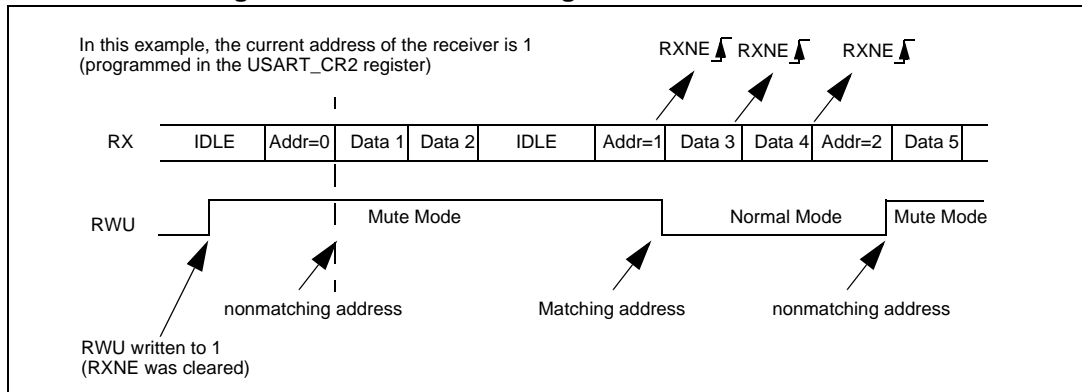 In this example, the current address of the receiver is 1
(programmed in the USART_CR2 register)
RXNE RXNE RXNE
RX IDLE Addr=0 Data 1 Data 2 IDLE Addr=1 Data 3 Data 4 Addr=2 Data 5
RWU Mute Mode Normal Mode Mute Mode
nonmatching address Matching address nonmatching address
RWU written to 1
(RXNE was cleared)